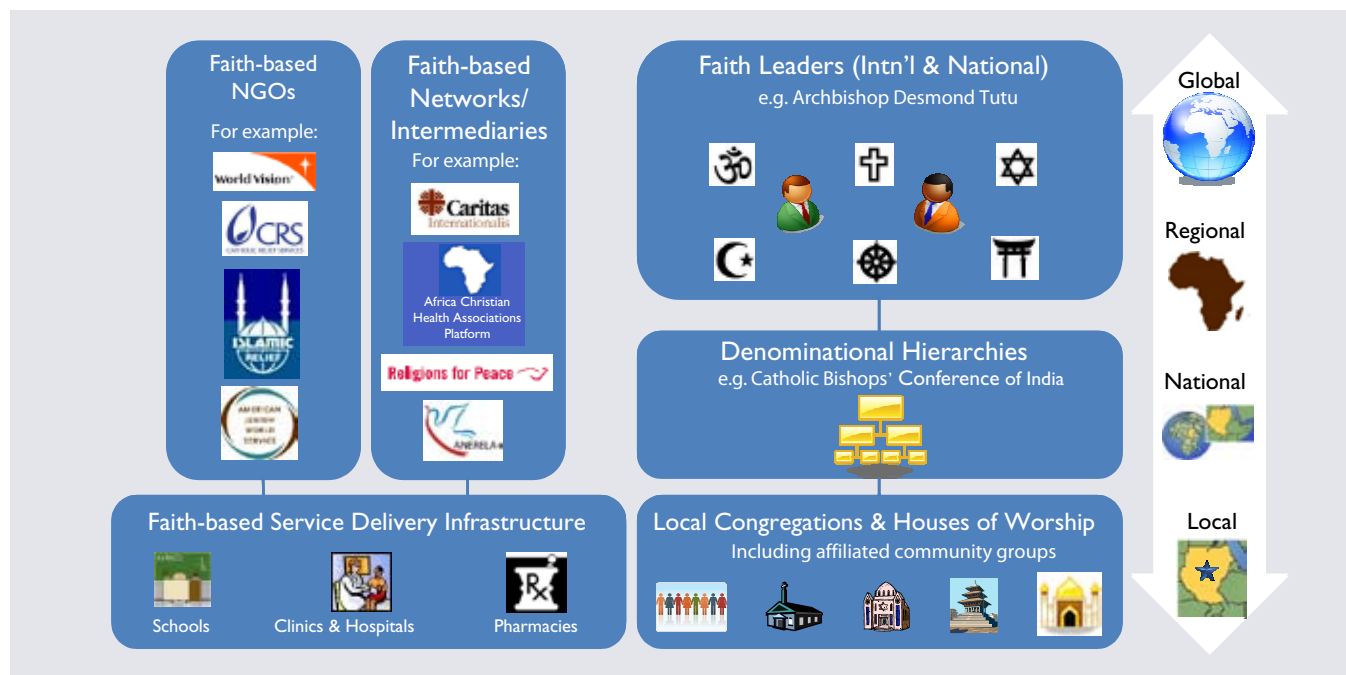 Faith-based
NGOs
For example:
World Vision
CRS
CATHOLIC RELIEF SERVICES
ISLAMIC
RELIEF
AMERICAN
JEWISH
WORLD
SERVICE
Faith-based
Networks/
Intermediaries
For example:
Caritas
Internationalis
Africa Christian
Health Associations
Platform
Religions for Peace
ANERELA+
Faith Leaders (Intn'l & National)
e.g. Archbishop Desmond Tutu
Denominational Hierarchies
e.g. Catholic Bishops' Conference of India
Faith-based Service Delivery Infrastructure
Schools
Clinics & Hospitals
Rx
Pharmacies
Local Congregations & Houses of Worship
Including affiliated community groups
Global
Regional
National
Local